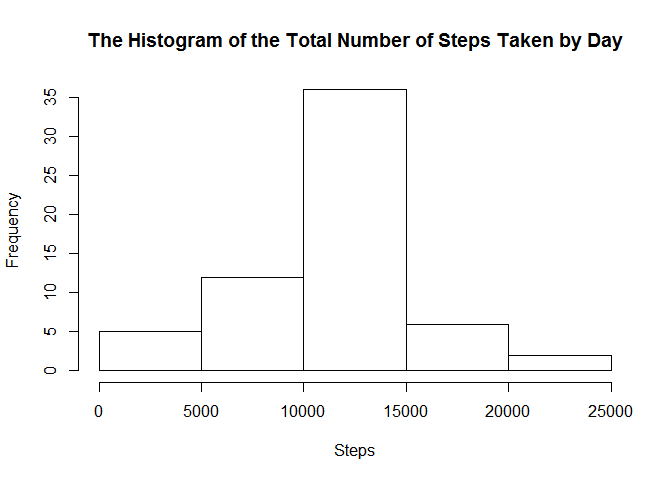 The Histogram of the Total Number of Steps Taken by Day
Frequency
35
30
25
20
15
10
5
0
0 5000 10000 15000 20000 25000
Steps